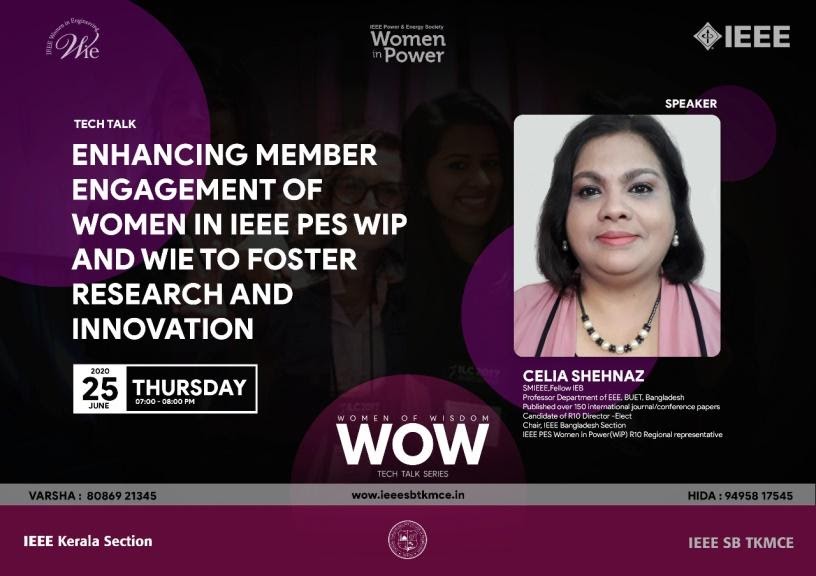 IEEE Women in Engineering
Wie
IEEE Power & Energy Society
Women
in Power
IEEE
SPEAKER
TECH TALK
ENHANCING MEMBER
ENGAGEMENT OF
WOMEN IN IEEE PES WIP
AND WIE TO FOSTER
RESEARCH AND
INNOVATION
2020
25
JUNE
THURSDAY
07:00 - 08:00 PM
CELIA SHEHNAZ
SMIEEE,Fellow IEB
Professor Department of EEE, BUET, Bangladesh
Published over 150 international journal/conference papers
Candidate of R10 Director -Elect
Chair, IEEE Bangladesh Section
IEEE PES Women in Power(WiP) R10 Regional representative
WOMEN OF WISDOM
WOW
TECH TALK SERIES
VARSHA : 80869 21345
www.ieeesbtkmce.in
HIDA : 94958 17545
IEEE Kerala Section
IEEE SB TKMCE